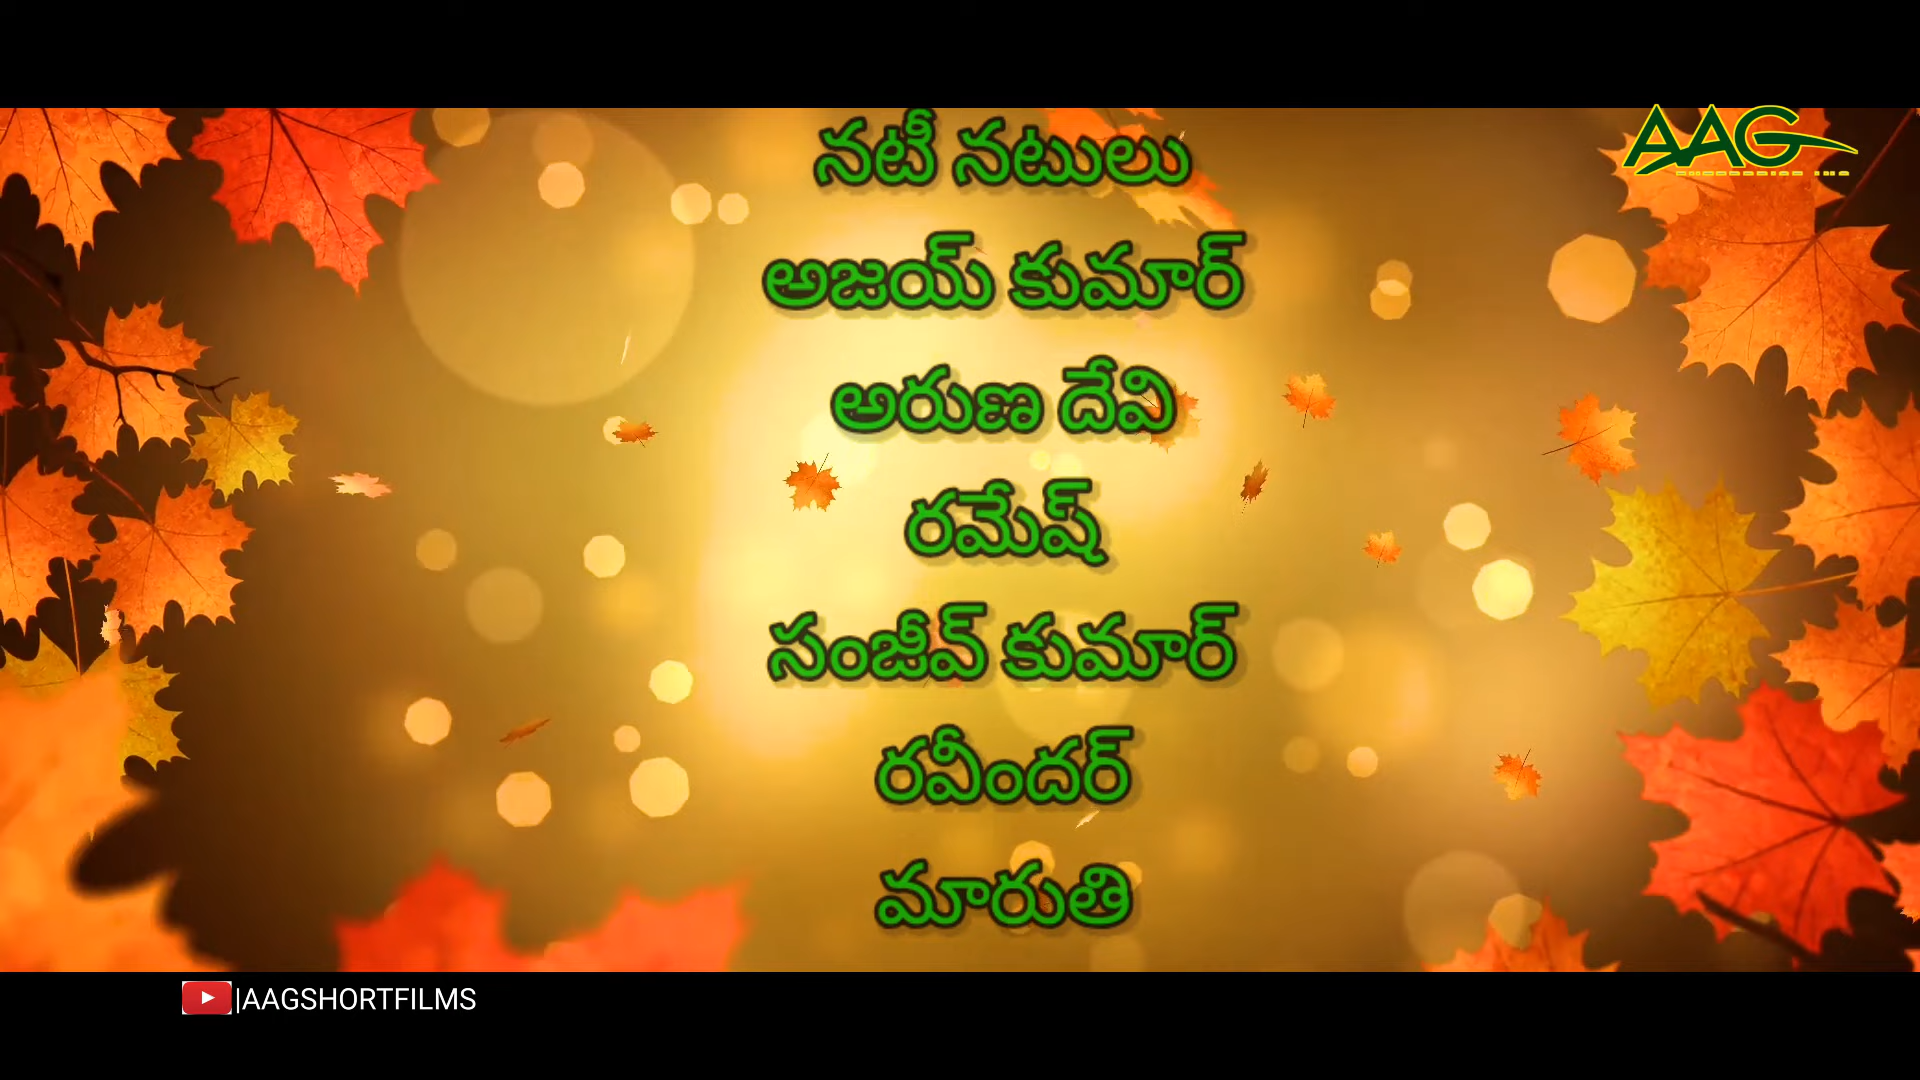 నటీ నటులు
AAG
అజయ్ కుమార్
అరుణ దేవి
రమేష్
సంజీవ్ కుమార్
రవీందర్
మారుతి
|AAGSHORTFILMS